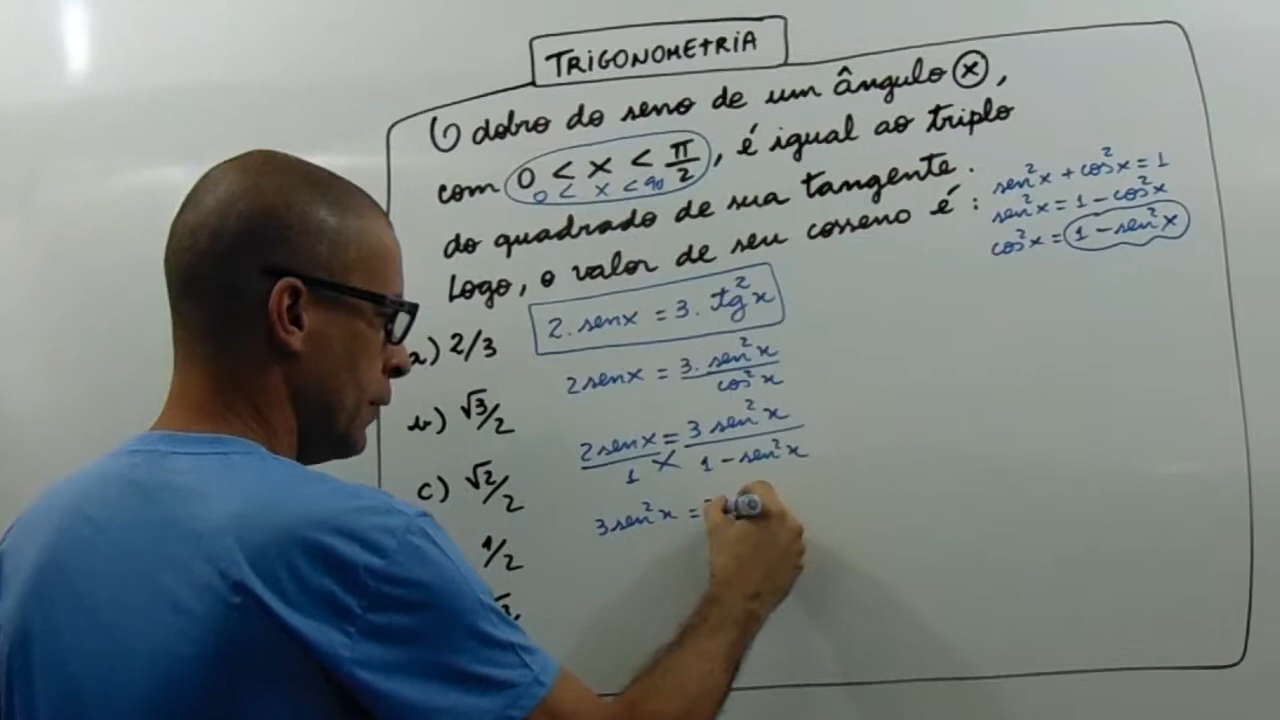 TRIGONOMETRIA
O dobro do seno de um ângulo x,
com 0 < x < π/2, é igual ao triplo
0 < x < 90
do quadrado de sua tangente.
Logo, o valor de seu cosseno é:
sen²x + cos²x = 1
sen²x = 1 - cos²x
cos²x = 1 - sen²x
2. senx = 3. tg²x
a) 2/3
2senx = 3. sen²x / cos²x
b) √3/2
2senx / 1 = 3 sen²x / 1 - sen²x
X
c) √2/2
3sen²x =
1/2